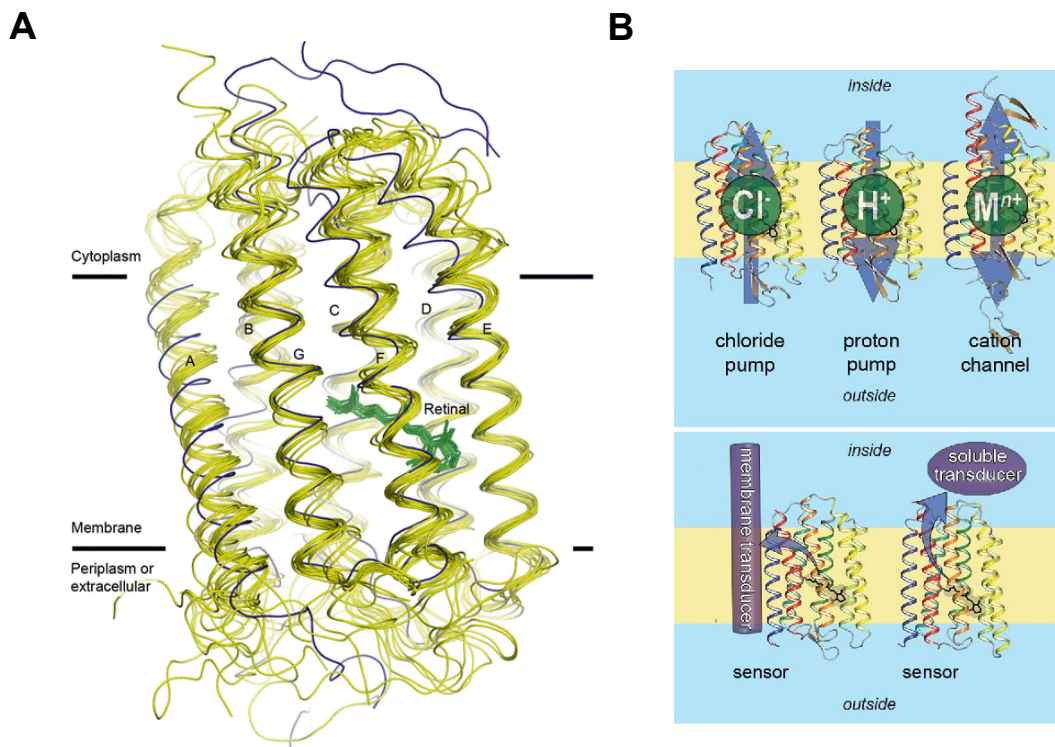 A
Cytoplasm
B
C
D
E
A
G
F
Retinal
Membrane
Periplasm or
extracellular
B
inside
Cl-
H+
Mn+
chloride
pump
proton
pump
cation
channel
outside
inside
membrane transducer
soluble
transducer
sensor
sensor
outside